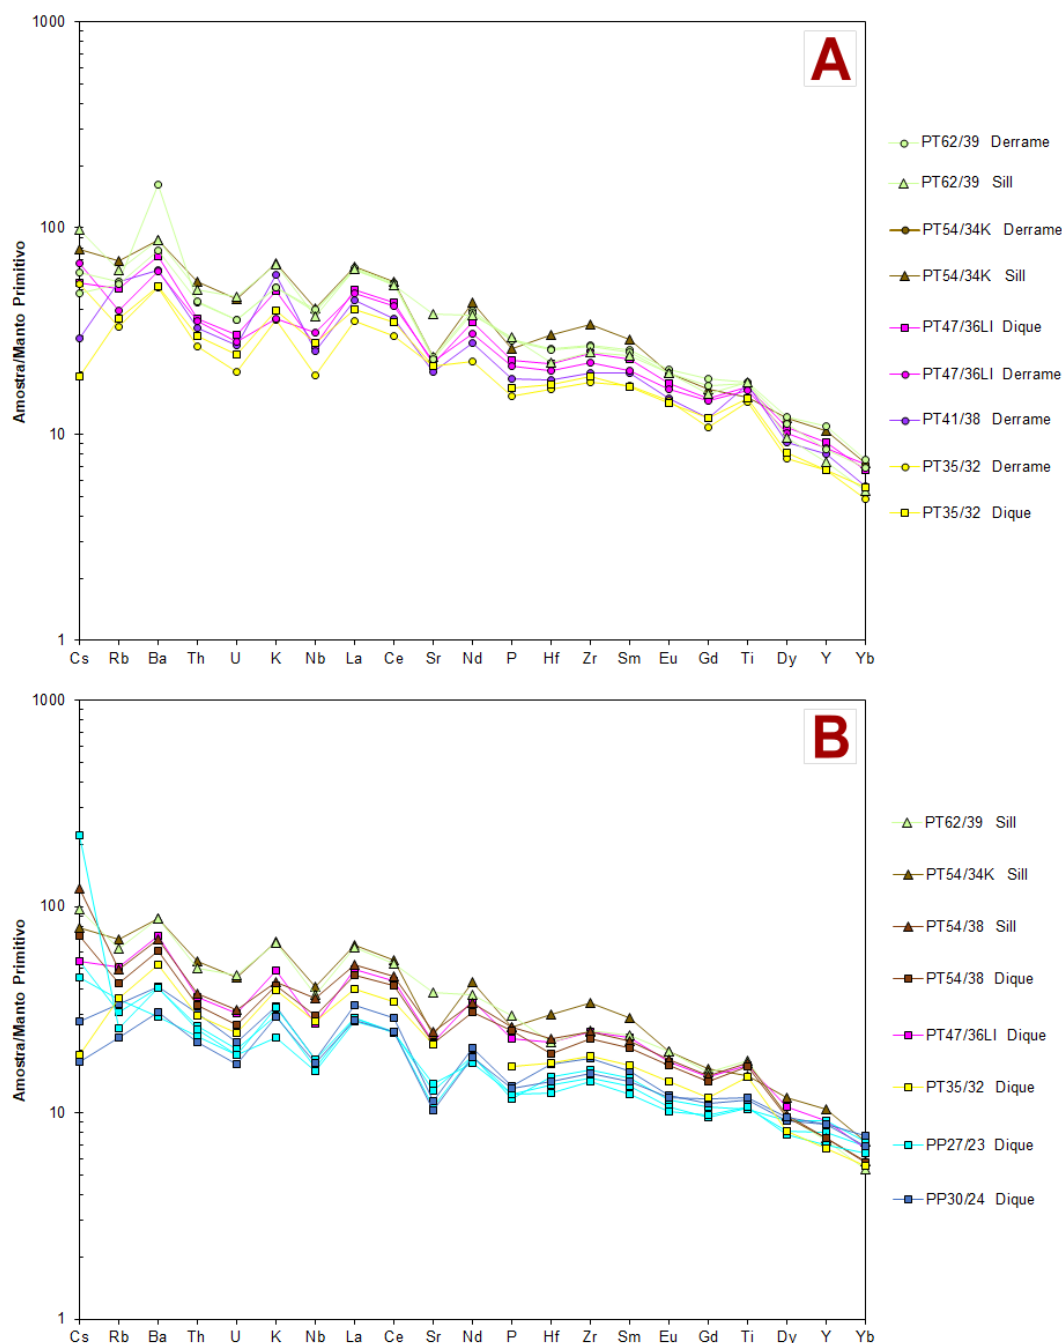 A
1000
100
10
1
Amostra/Manto Primitivo
Cs Rb Ba Th U K Nb La Ce Sr Nd P Hf Zr Sm Eu Gd Ti Dy Y Yb
PT62/39 Derrame
PT62/39 Sill
PT54/34K Derrame
PT54/34K Sill
PT47/36LI Dique
PT47/36LI Derrame
PT41/38 Derrame
PT35/32 Derrame
PT35/32 Dique
B
1000
100
10
1
Amostra/Manto Primitivo
Cs Rb Ba Th U K Nb La Ce Sr Nd P Hf Zr Sm Eu Gd Ti Dy Y Yb
PT62/39 Sill
PT54/34K Sill
PT54/38 Sill
PT54/38 Dique
PT47/36LI Dique
PT35/32 Dique
PP27/23 Dique
PP30/24 Dique